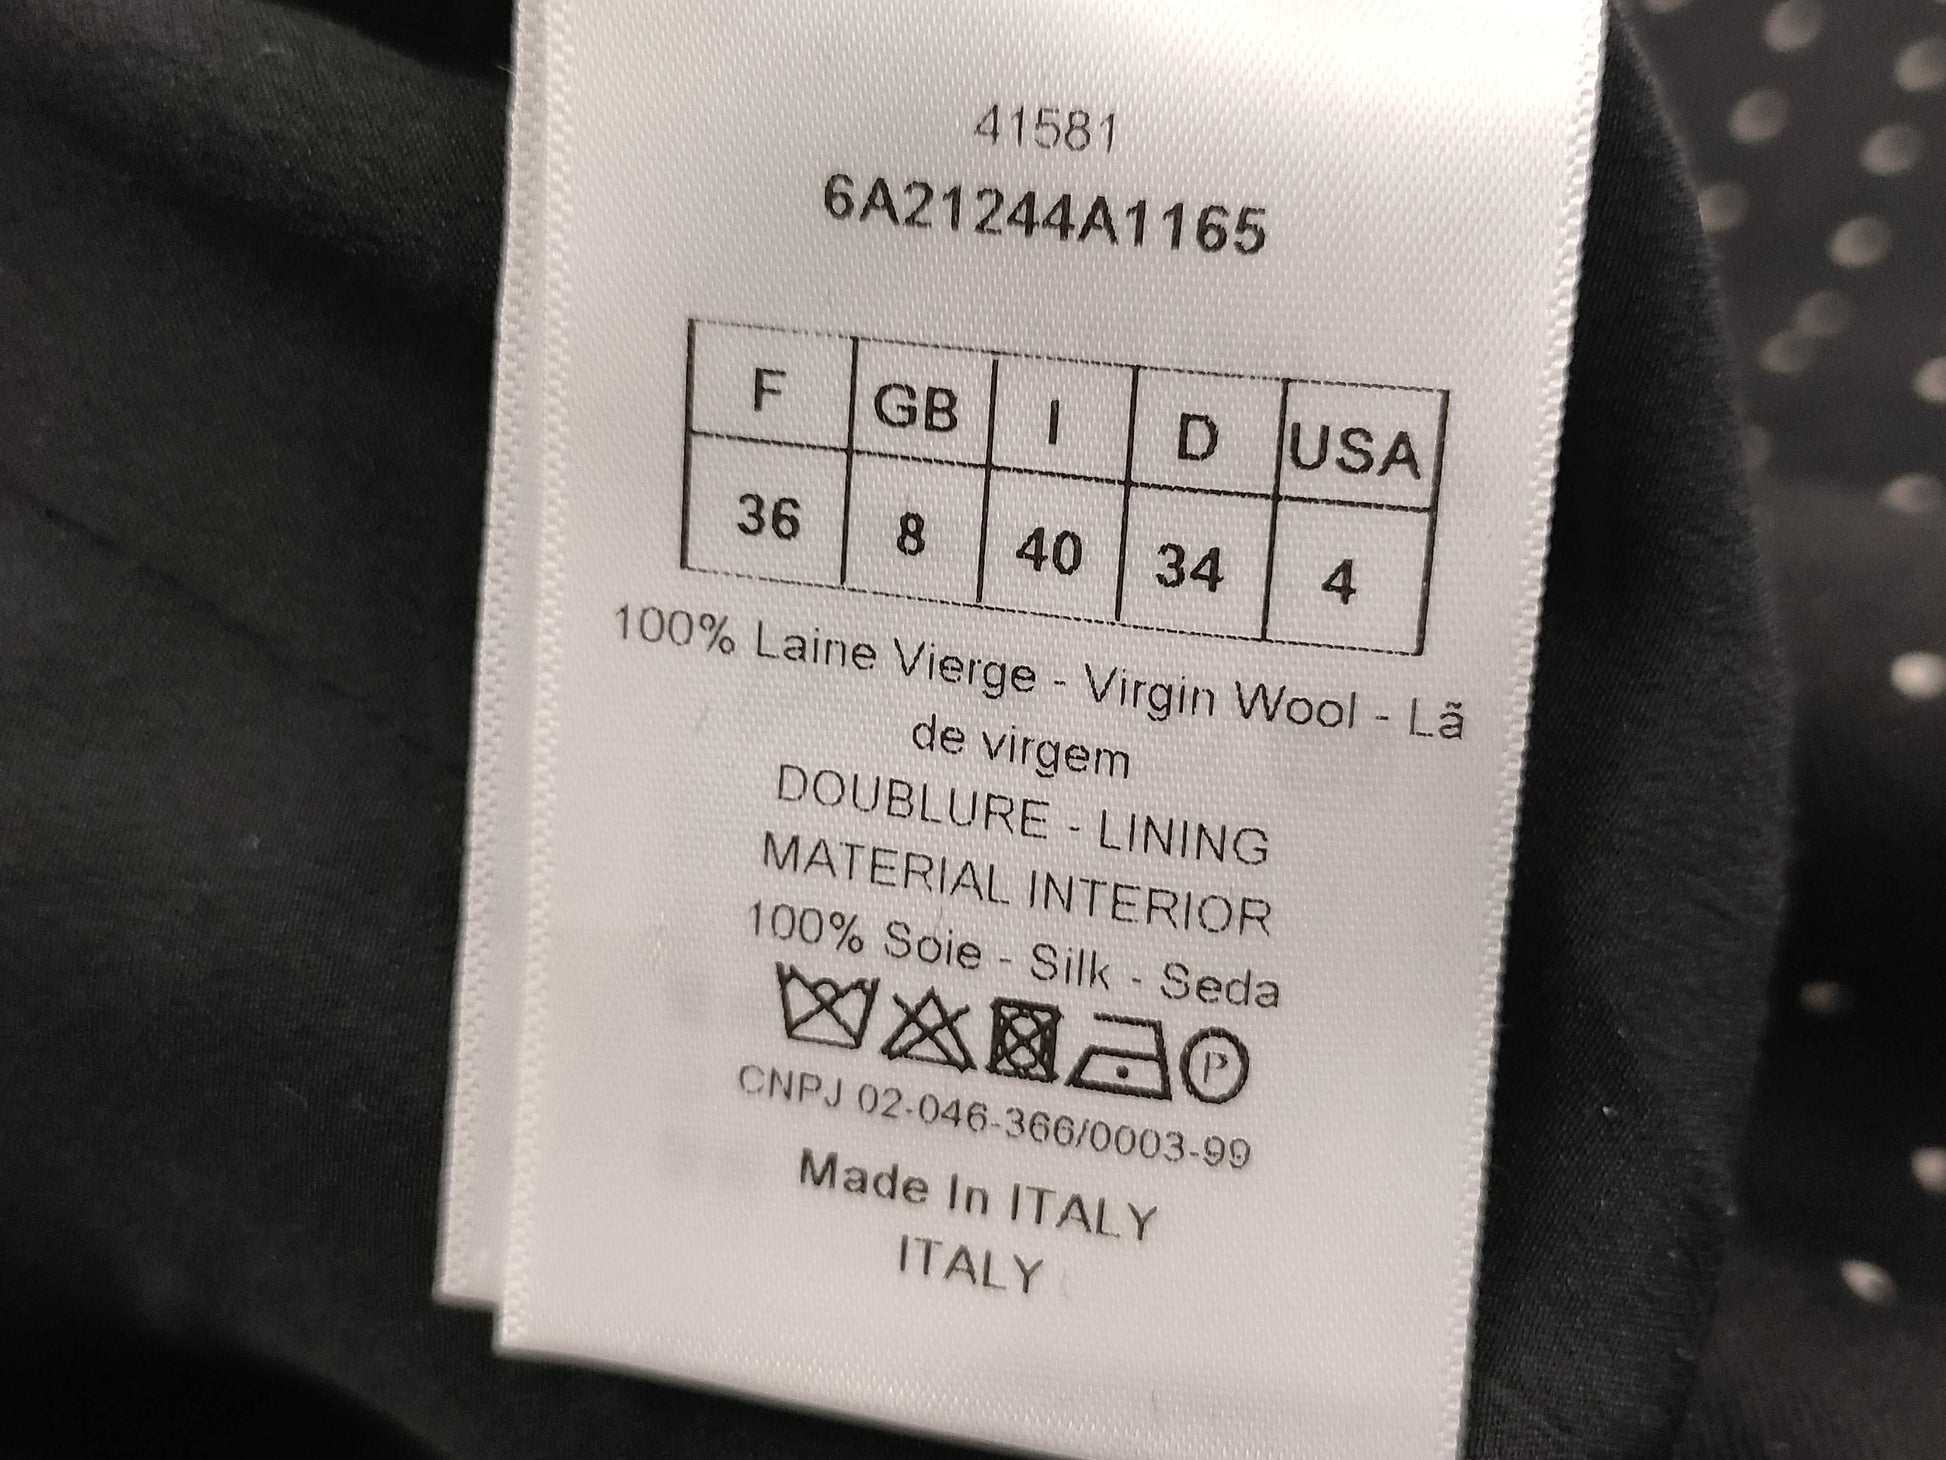 41581
6A21244A1165
F GB I D USA
36 8 40 34 4
100% Laine Vierge - Virgin Wool - Lã
de virgem
DOUBLURE - LINING
MATERIAL INTERIOR
100% Soie - Silk - Seda
P
CNPJ 02-046-366/0003-99
Made In ITALY
ITALY